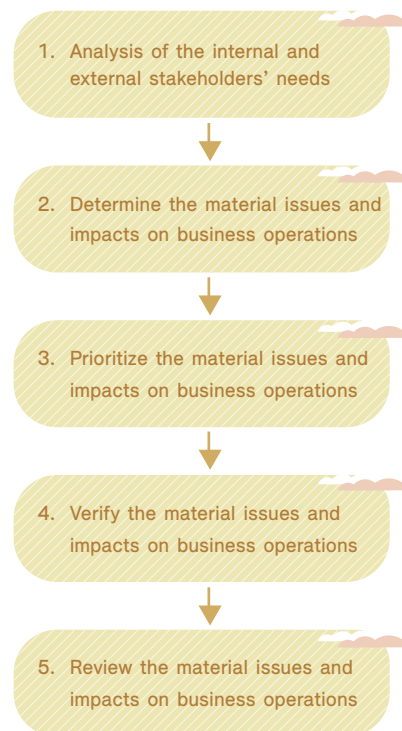 1. Analysis of the internal and
external stakeholders’ needs
2. Determine the material issues and
impacts on business operations
3. Prioritize the material issues and
impacts on business operations
4. Verify the material issues and
impacts on business operations
5. Review the material issues and
impacts on business operations